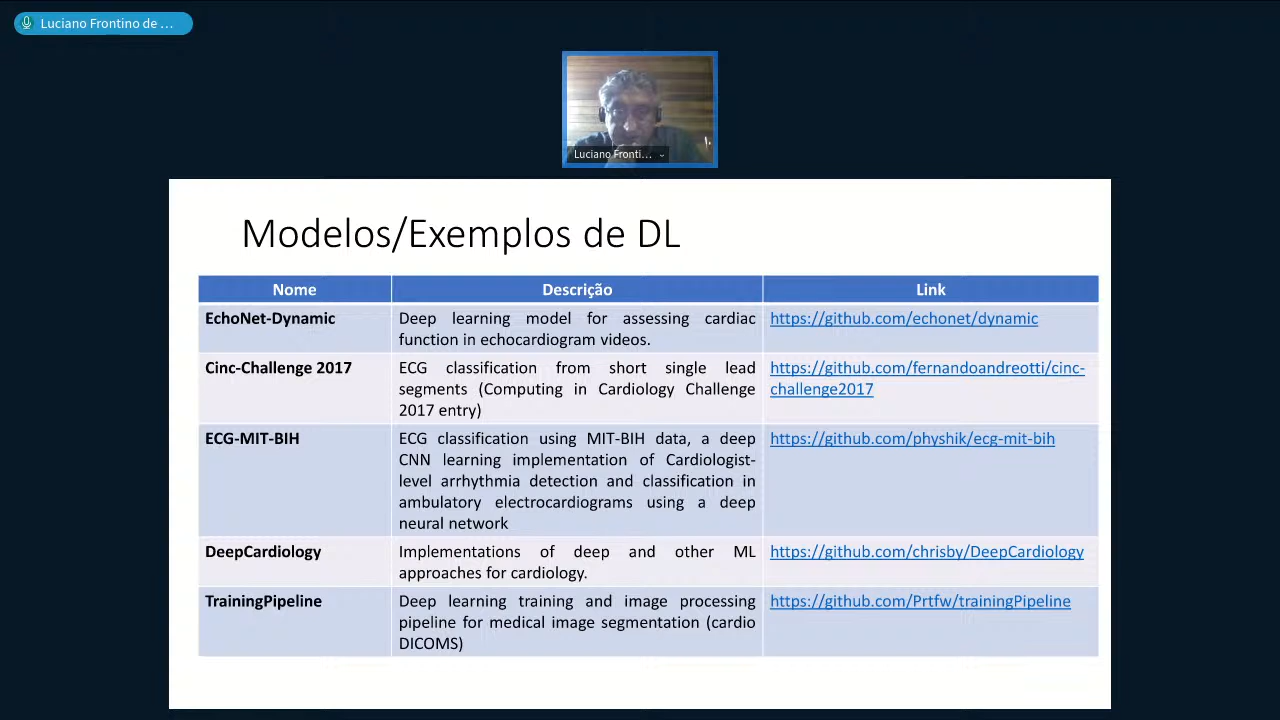 Luciano Frontino de ...
Luciano Fronti...
Modelos/Exemplos de DL
Nome Descrição Link
EchoNet-Dynamic Deep learning model for assessing cardiac https://github.com/echonet/dynamic
function in echocardiogram videos.
Cinc-Challenge 2017 ECG classification from short single lead https://github.com/fernandoandreotti/cinc-
segments (Computing in Cardiology Challenge challenge2017
2017 entry)
ECG-MIT-BIH ECG classification using MIT-BIH data, a deep https://github.com/physhik/ecg-mit-bih
CNN learning implementation of Cardiologist-
level arrhythmia detection and classification in
ambulatory electrocardiograms using a deep
neural network
DeepCardiology Implementations of deep and other ML https://github.com/chrisby/DeepCardiology
approaches for cardiology.
TrainingPipeline Deep learning training and image processing https://github.com/Prtfw/trainingPipeline
pipeline for medical image segmentation (cardio
DICOMS)